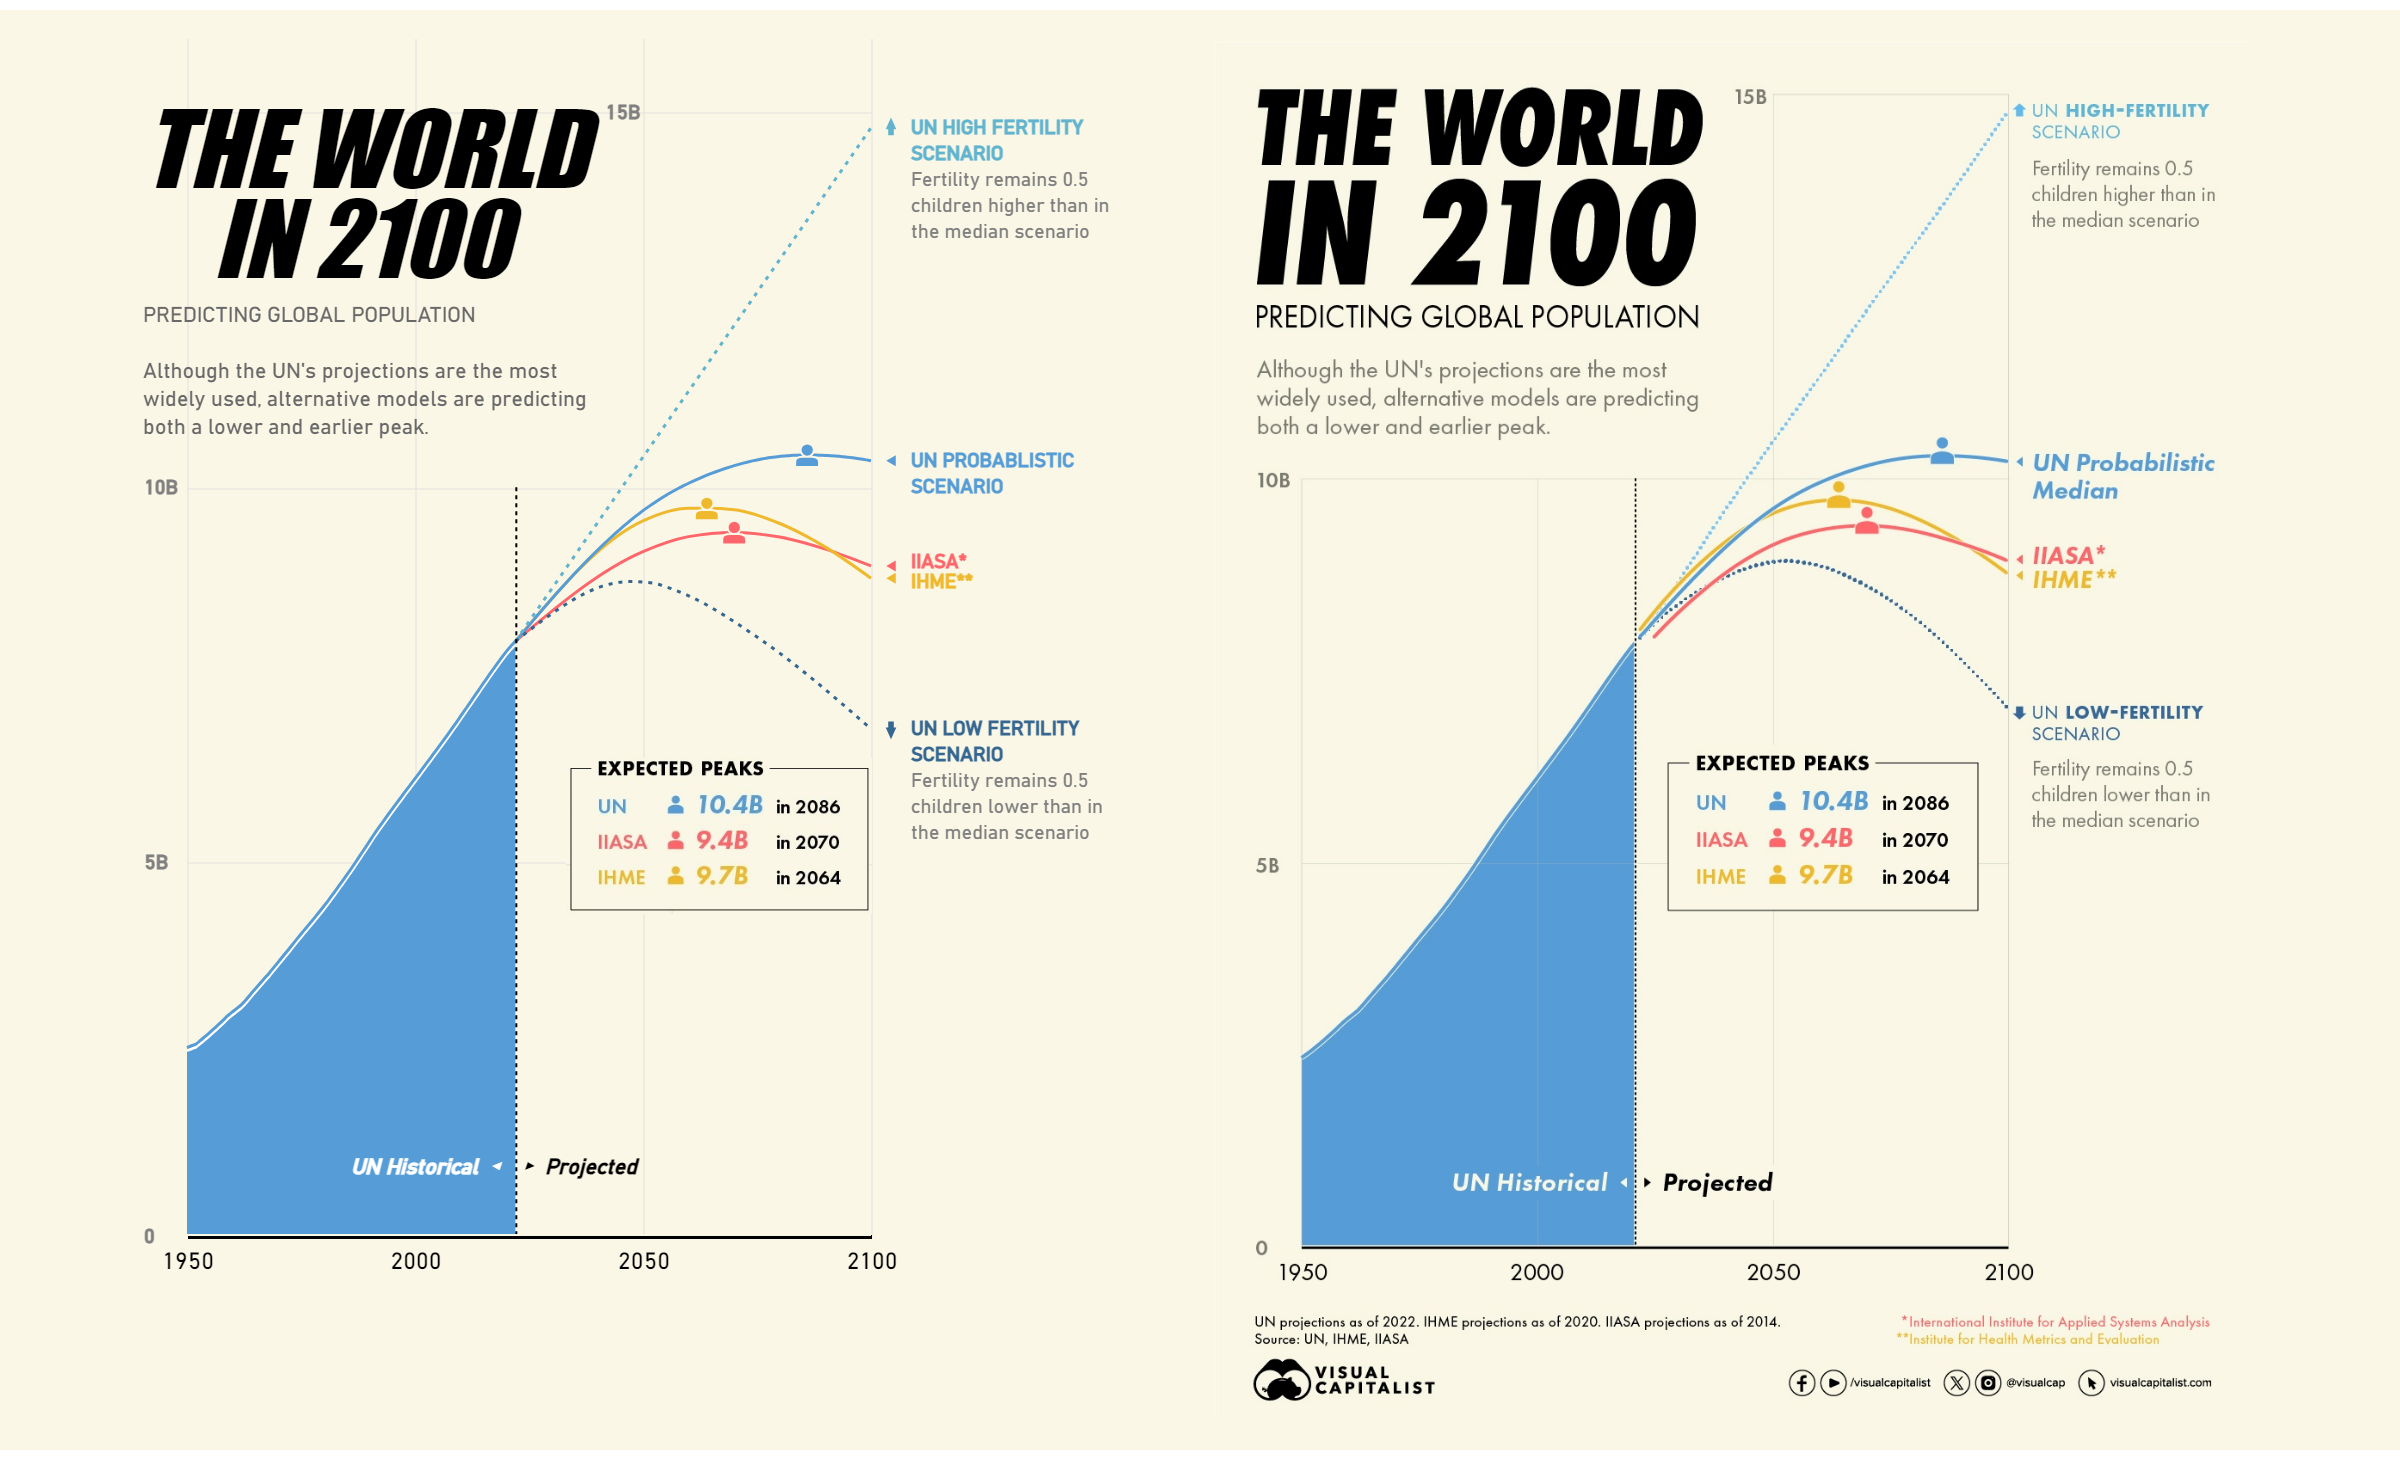 THE WORLD
IN 2100
PREDICTING GLOBAL POPULATION
Although the UN's projections are the most
widely used, alternative models are predicting
both a lower and earlier peak.
15B
10B
5B
0
1950
2000
2050
2100
UN HIGH FERTILITY
SCENARIO
Fertility remains 0.5
children higher than in
the median scenario
UN PROBABLISTIC
SCENARIO
IIASA*
IHME**
UN LOW FERTILITY
SCENARIO
Fertility remains 0.5
children lower than in
the median scenario
EXPECTED PEAKS
UN 10.4B in 2086
IIASA 9.4B in 2070
IHME 9.7B in 2064
UN Historical
Projected
THE WORLD
IN 2100
PREDICTING GLOBAL POPULATION
Although the UN's projections are the most
widely used, alternative models are predicting
both a lower and earlier peak.
15B
10B
5B
0
1950
2000
2050
2100
UN HIGH-FERTILITY
SCENARIO
Fertility remains 0.5
children higher than in
the median scenario
UN Probabilistic
Median
IIASA*
IHME**
UN LOW-FERTILITY
SCENARIO
Fertility remains 0.5
children lower than in
the median scenario
EXPECTED PEAKS
UN 10.4B in 2086
IIASA 9.4B in 2070
IHME 9.7B in 2064
UN Historical
Projected
UN projections as of 2022. IHME projections as of 2020. IIASA projections as of 2014.
Source: UN, IHME, IIASA
*International Institute for Applied Systems Analysis
**Institute for Health Metrics and Evaluation
VISUAL
CAPITALIST
/visualcapitalist
@visualcap
visualcapitalist.com